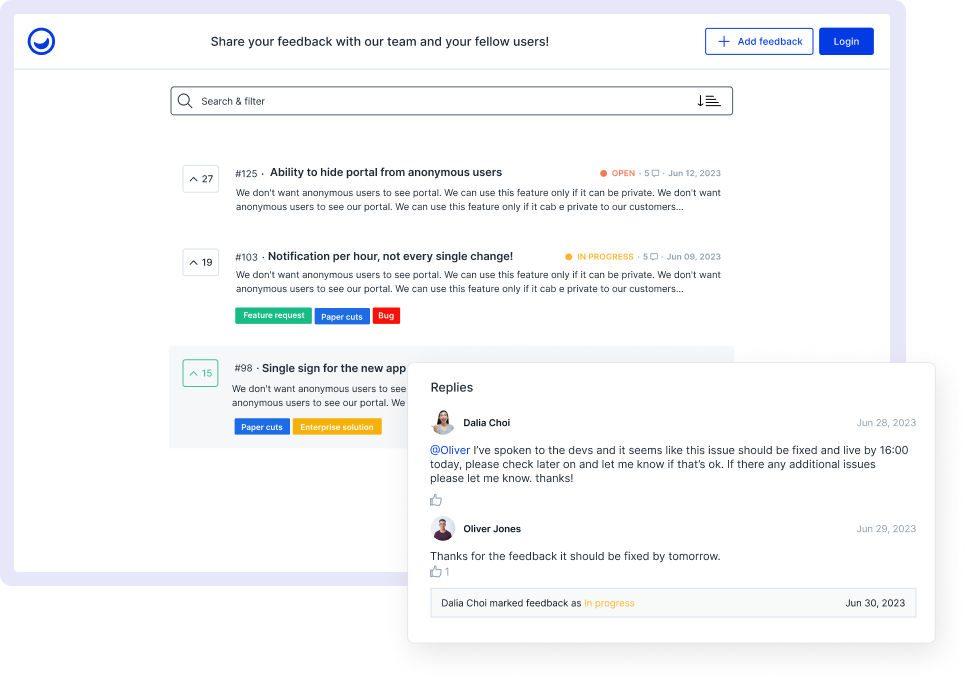 Share your feedback with our team and your fellow users!
Add feedback
Login
Search & filter
27
#125 · Ability to hide portal from anonymous users
OPEN · 5 · Jun 12, 2023
We don't want anonymous users to see portal. We can use this feature only if it can be private. We don't want
anonymous users to see our portal. We can use this feature only if it cab e private to our customers...
19
#103 · Notification per hour, not every single change!
IN PROGRESS · 5 · Jun 09, 2023
We don't want anonymous users to see portal. We can use this feature only if it can be private. We don't want
anonymous users to see our portal. We can use this feature only if it cab e private to our customers...
Feature request Paper cuts Bug
15
#98 · Single sign for the new app
We don't want anonymous users to see
anonymous users to see our portal. We
Paper cuts Enterprise solution
Replies
Dalia Choi Jun 28, 2023
@Oliver I've spoken to the devs and it seems like this issue should be fixed and live by 16:00
today, please check later on and let me know if that's ok. If there any additional issues
please let me know. thanks!
Oliver Jones Jun 29, 2023
Thanks for the feedback it should be fixed by tomorrow.
1
Dalia Choi marked feedback as in progress Jun 30, 2023